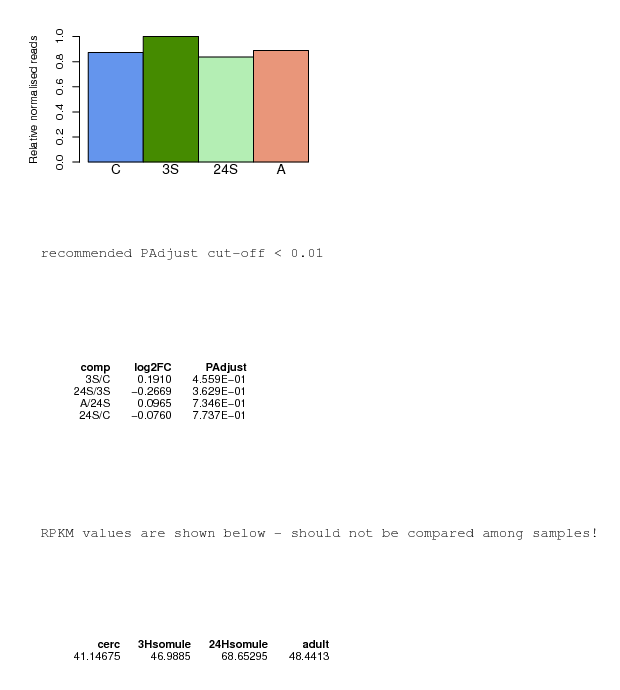 Relative normalised reads
1.0
0.8
0.6
0.4
0.2
0.0
C 3S 24S A
recommended PAdjust cut−off < 0.01
comp log2FC PAdjust
3S/C 0.1910 4.559E−01
24S/3S −0.2669 3.629E−01
A/24S 0.0965 7.346E−01
24S/C −0.0760 7.737E−01
RPKM values are shown below − should not be compared among samples!
cerc 3Hsomule 24Hsomule adult
41.14675 46.9885 68.65295 48.4413